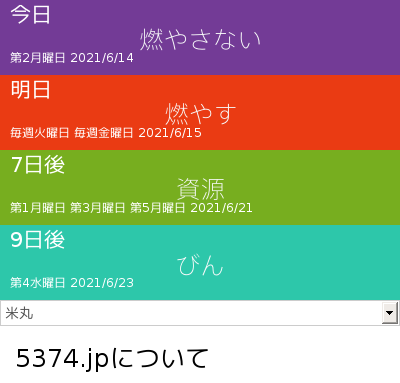 今日
燃やさない
第2月曜日 2021/6/14
明日
燃やす
毎週火曜日 毎週金曜日 2021/6/15
7日後
資源
第1月曜日 第3月曜日 第5月曜日 2021/6/21
9日後
びん
第4水曜日 2021/6/23
米丸
5374.jpについて